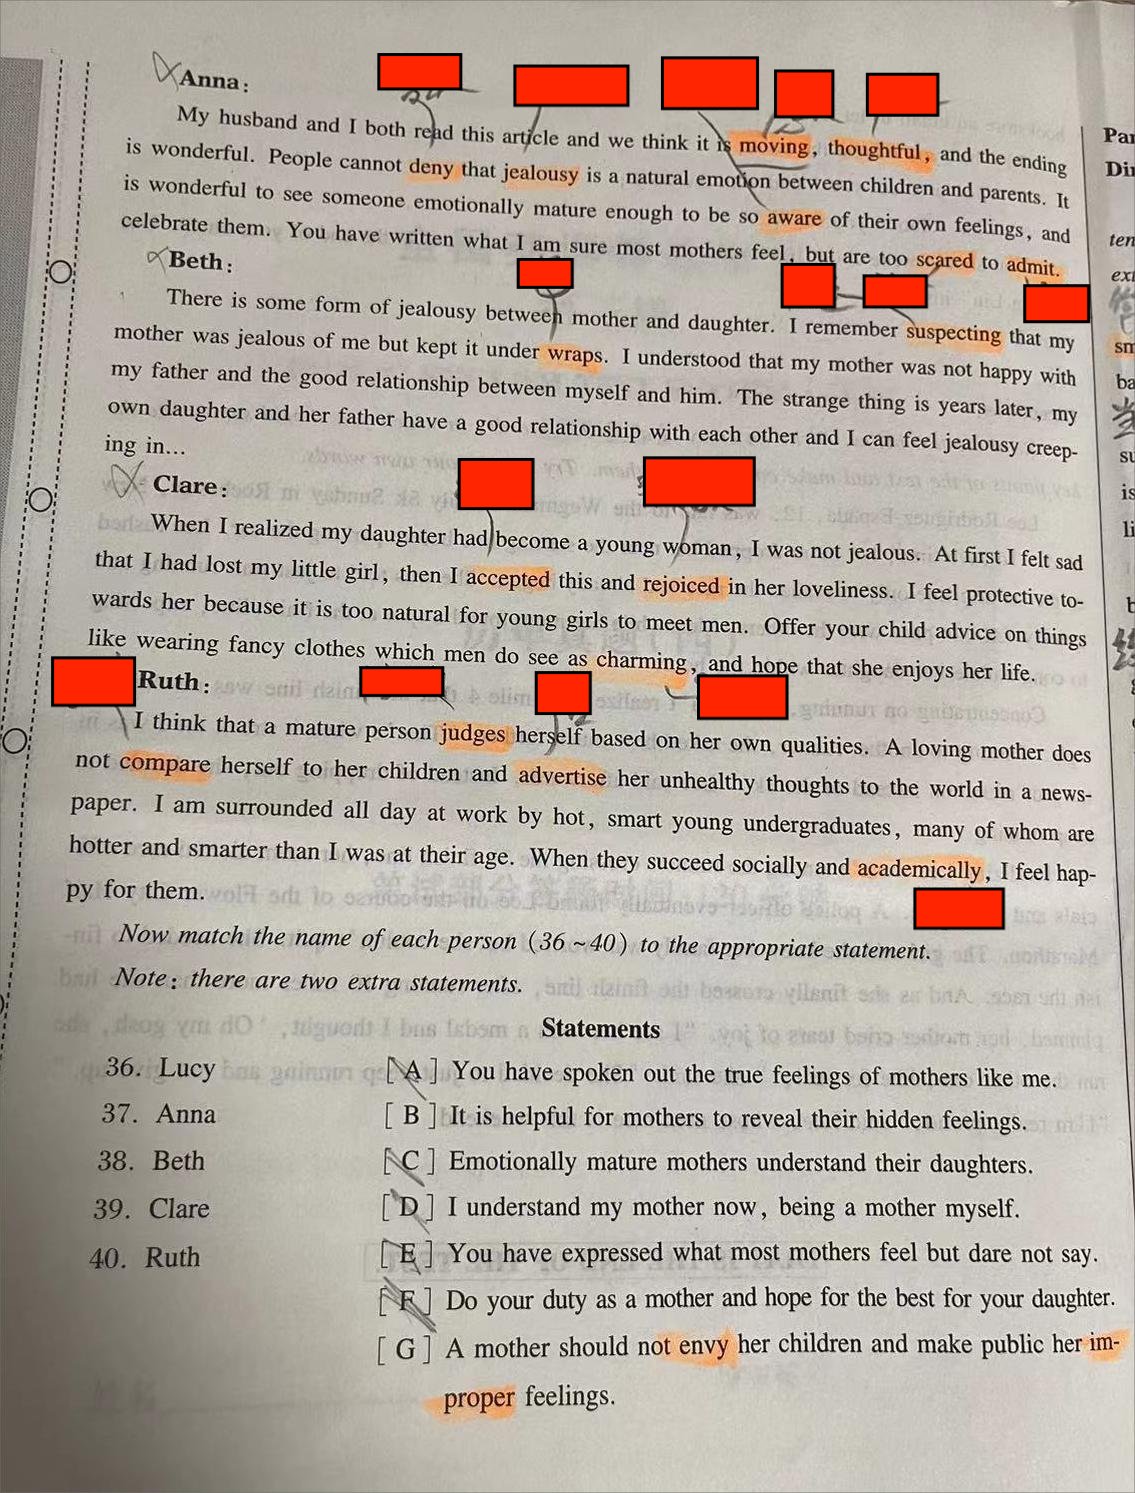 Anna:
My husband and I both read this article and we think it is moving, thoughtful, and the ending
is wonderful. People cannot deny that jealousy is a natural emotion between children and parents. It
is wonderful to see someone emotionally mature enough to be so aware of their own feelings, and
celebrate them. You have written what I am sure most mothers feel, but are too scared to admit.
Beth:
There is some form of jealousy between mother and daughter. I remember suspecting that my
mother was jealous of me but kept it under wraps. I understood that my mother was not happy with
my father and the good relationship between myself and him. The strange thing is years later, my
own daughter and her father have a good relationship with each other and I can feel jealousy creep-
ing in...
Clare:
When I realized my daughter had become a young woman, I was not jealous. At first I felt sad
that I had lost my little girl, then I accepted this and rejoiced in her loveliness. I feel protective to-
wards her because it is too natural for young girls to meet men. Offer your child advice on things
like wearing fancy clothes which men do see as charming, and hope that she enjoys her life.
Ruth:
I think that a mature person judges herself based on her own qualities. A loving mother does
not compare herself to her children and advertise her unhealthy thoughts to the world in a news-
paper. I am surrounded all day at work by hot, smart young undergraduates, many of whom are
hotter and smarter than I was at their age. When they succeed socially and academically, I feel hap-
py for them.
Now match the name of each person (36~40) to the appropriate statement.
Note: there are two extra statements.
Statements
36. Lucy [A] You have spoken out the true feelings of mothers like me.
37. Anna [B] It is helpful for mothers to reveal their hidden feelings.
38. Beth [C] Emotionally mature mothers understand their daughters.
39. Clare [D] I understand my mother now, being a mother myself.
40. Ruth [E] You have expressed what most mothers feel but dare not say.
[F] Do your duty as a mother and hope for the best for your daughter.
[G] A mother should not envy her children and make public her im-
proper feelings.